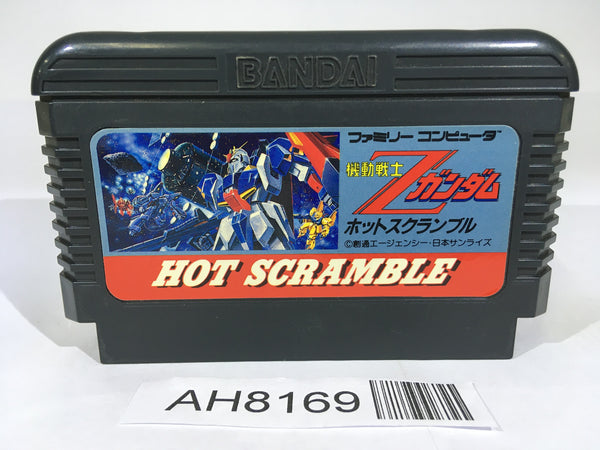 BANDAI
ファミリー コンピュータ
機動戦士
Zガンダム
ホットスクランブル
©創通エージェンシー・日本サンライズ
HOT SCRAMBLE
AH8169